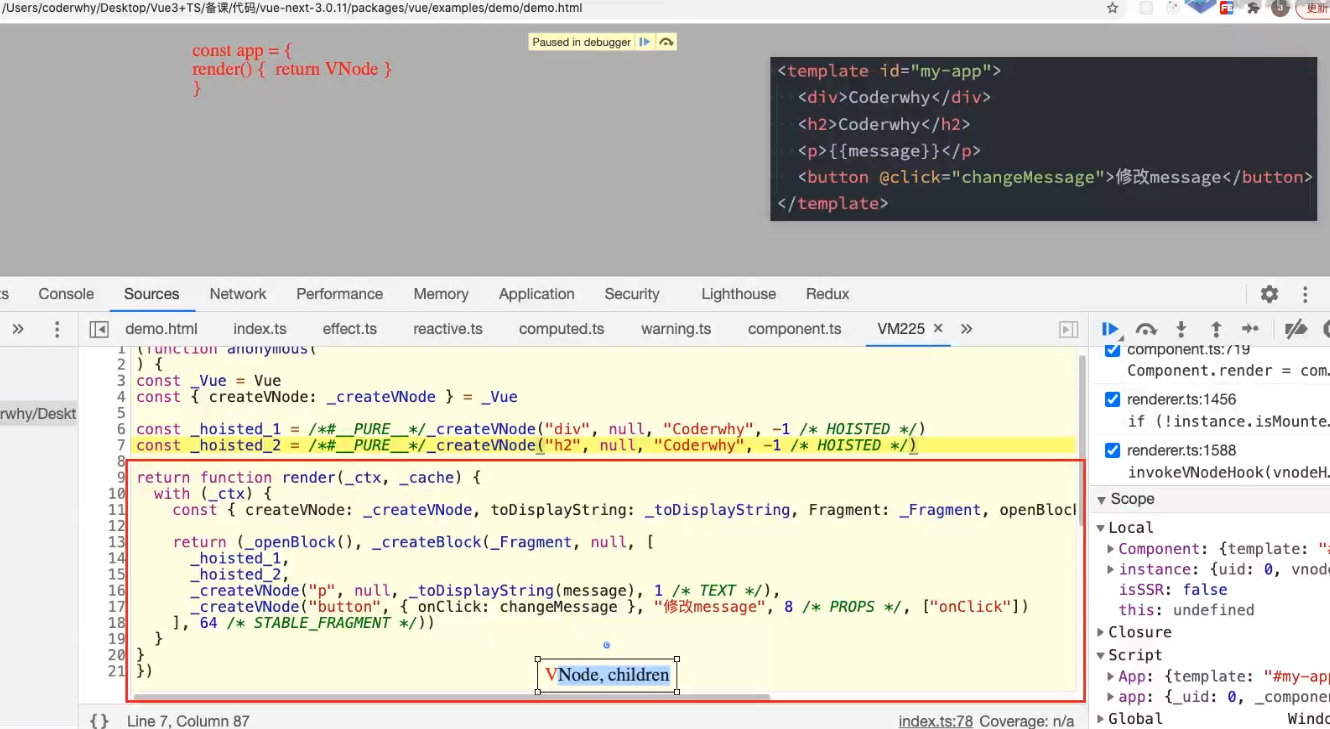 /Users/coderwhy/Desktop/Vue3+TS/备课/代码/vue-next-3.0.11/packages/vue/examples/demo/demo.html
更新
const app = {
render() {  return VNode }
}
Paused in debugger
<template id="my-app">
<div>Coderwhy</div>
<h2>Coderwhy</h2>
<p>{{message}}</p>
<button @click="changeMessage">修改message</button>
</template>
ts Console Sources Network Performance Memory Application Security Lighthouse Redux
demo.html index.ts effect.ts reactive.ts computed.ts warning.ts component.ts VM225
rwhy/Deskt
1 (function anonymous(
2 ) {
3 const _Vue = Vue
4 const { createVNode: _createVNode } = _Vue
5
6 const _hoisted_1 = /*#__PURE__*/_createVNode("div", null, "Coderwhy", -1 /* HOISTED */)
7 const _hoisted_2 = /*#__PURE__*/_createVNode("h2", null, "Coderwhy", -1 /* HOISTED */)
8
9 return function render(_ctx, _cache) {
10 with (_ctx) {
11 const { createVNode: _createVNode, toDisplayString: _toDisplayString, Fragment: _Fragment, openBlock
12
13 return (_openBlock(), _createBlock(_Fragment, null, [
14 _hoisted_1,
15 _hoisted_2,
16 _createVNode("p", null, _toDisplayString(message), 1 /* TEXT */),
17 _createVNode("button", { onClick: changeMessage }, "修改message", 8 /* PROPS */, ["onClick"])
18 ], 64 /* STABLE_FRAGMENT */))
19 }
20 }
21 })
VNode, children
{} Line 7, Column 87
index.ts:78 Coverage: n/a
component.ts:719
Component.render = com…
renderer.ts:1456
if (!instance.isMounte…
renderer.ts:1588
invokeVNodeHook(vnodeH…
Scope
Local
Component: {template: "#
instance: {uid: 0, vnode
isSSR: false
this: undefined
Closure
Script
App: {template: "#my-app
app: {_uid: 0, _compone
Global Windo